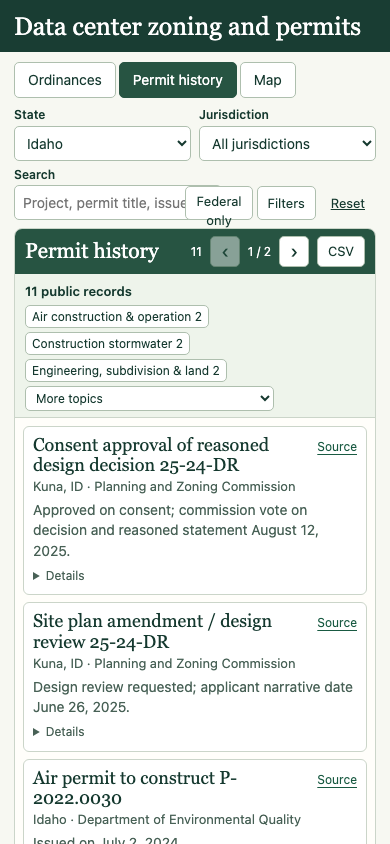 Data center zoning and permits
Ordinances
Permit history
Map
State
Jurisdiction
Idaho
All jurisdictions
Search
Project, permit title, issue
Federal only
Filters
Reset
Permit history
11
‹
1 / 2
›
CSV
11 public records
Air construction & operation 2
Construction stormwater 2
Engineering, subdivision & land 2
More topics
Consent approval of reasoned
design decision 25-24-DR
Source
Kuna, ID · Planning and Zoning Commission
Approved on consent; commission vote on
decision and reasoned statement August 12,
2025.
Details
Site plan amendment / design
review 25-24-DR
Source
Kuna, ID · Planning and Zoning Commission
Design review requested; applicant narrative date
June 26, 2025.
Details
Air permit to construct P-
2022.0030
Source
Idaho · Department of Environmental Quality
Issued on July 2, 2024